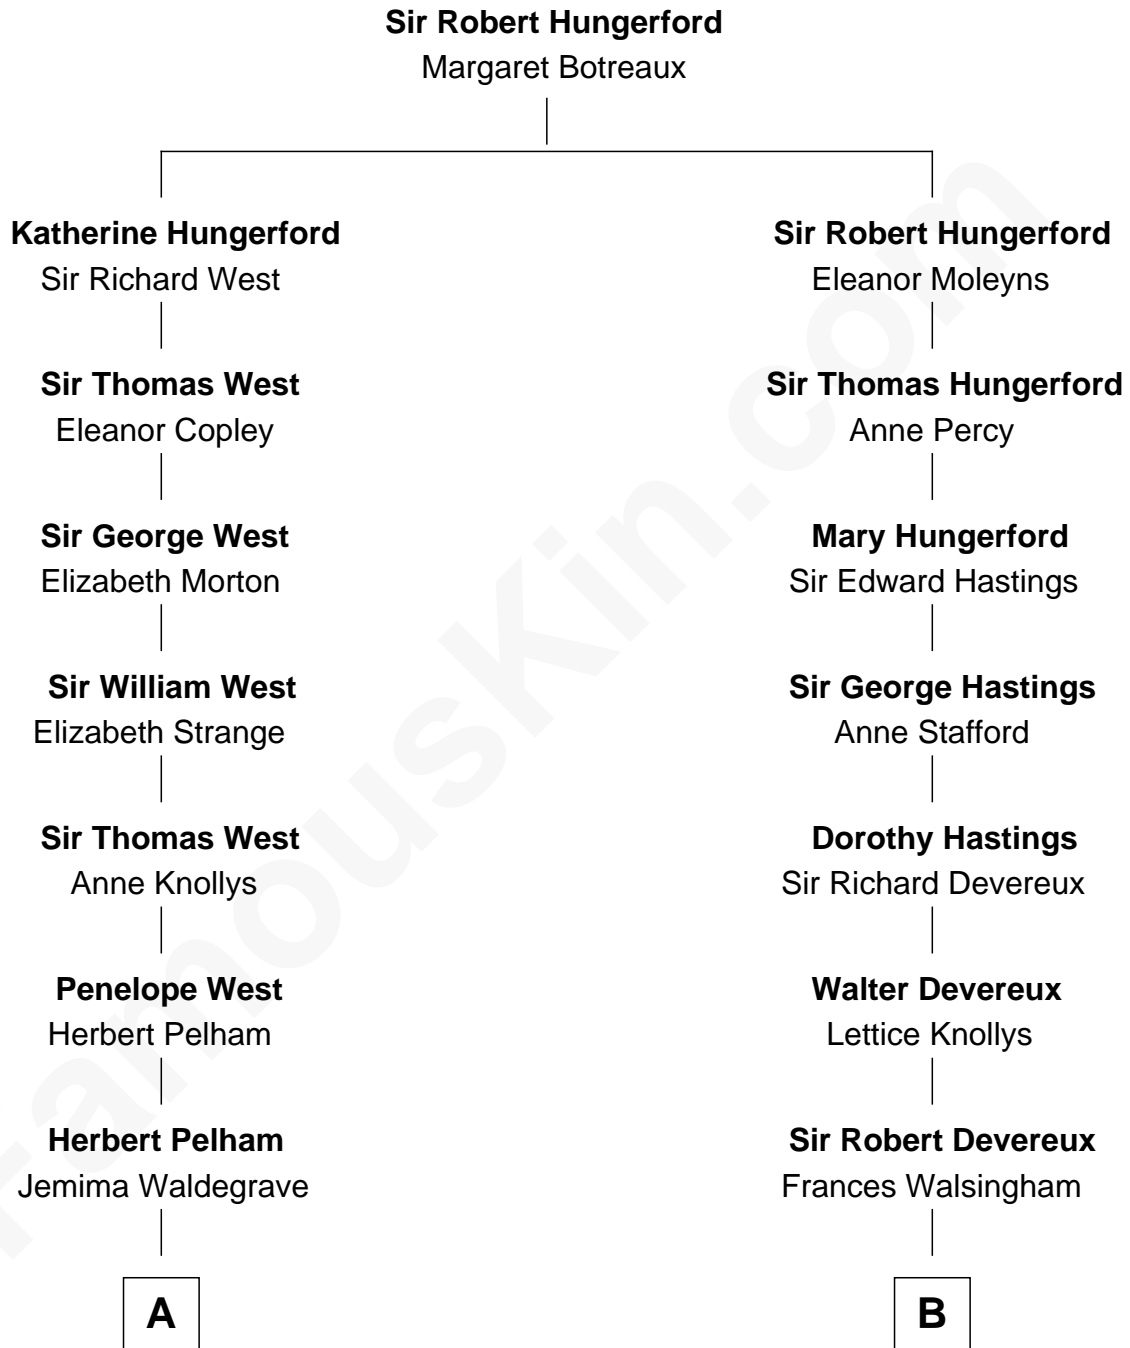 Sir Robert Hungerford
Margaret Botreaux
Katherine Hungerford
Sir Richard West
Sir Robert Hungerford
Eleanor Moleyns
Sir Thomas West
Eleanor Copley
Sir Thomas Hungerford
Anne Percy
Sir George West
Elizabeth Morton
Mary Hungerford
Sir Edward Hastings
Sir William West
Elizabeth Strange
Sir George Hastings
Anne Stafford
Sir Thomas West
Anne Knollys
Dorothy Hastings
Sir Richard Devereux
Penelope West
Herbert Pelham
Walter Devereux
Lettice Knollys
Herbert Pelham
Jemima Waldegrave
Sir Robert Devereux
Frances Walsingham
A
B
FamousKin.com